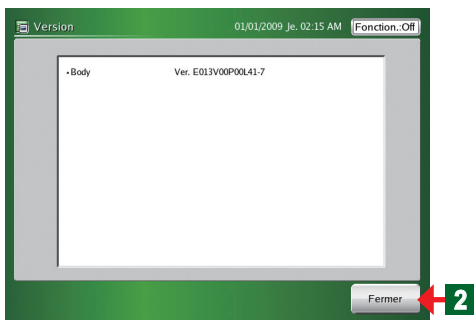 Version 01/01/2009 Je. 02:15 AM Fonction.:Off
•Body Ver. E013V00P00L41-7
Fermer
2